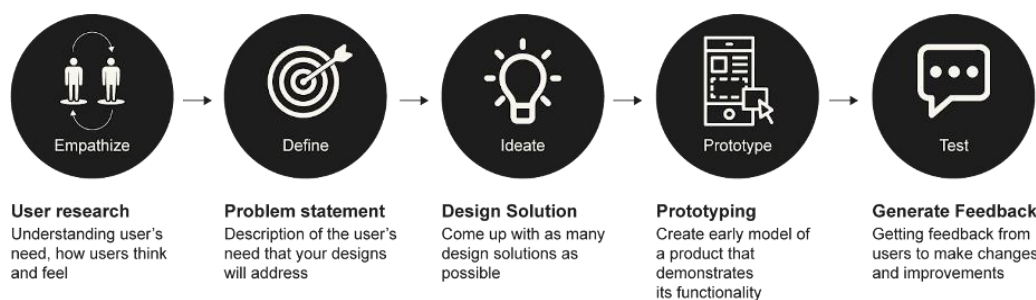 Empathize
Define
Ideate
Prototype
Test
User research
Understanding user's
need, how users think
and feel
Problem statement
Description of the user's
need that your designs
will address
Design Solution
Come up with as many
design solutions as
possible
Prototyping
Create early model of
a product that
demonstrates
its functionality
Generate Feedback
Getting feedback from
users to make changes
and improvements